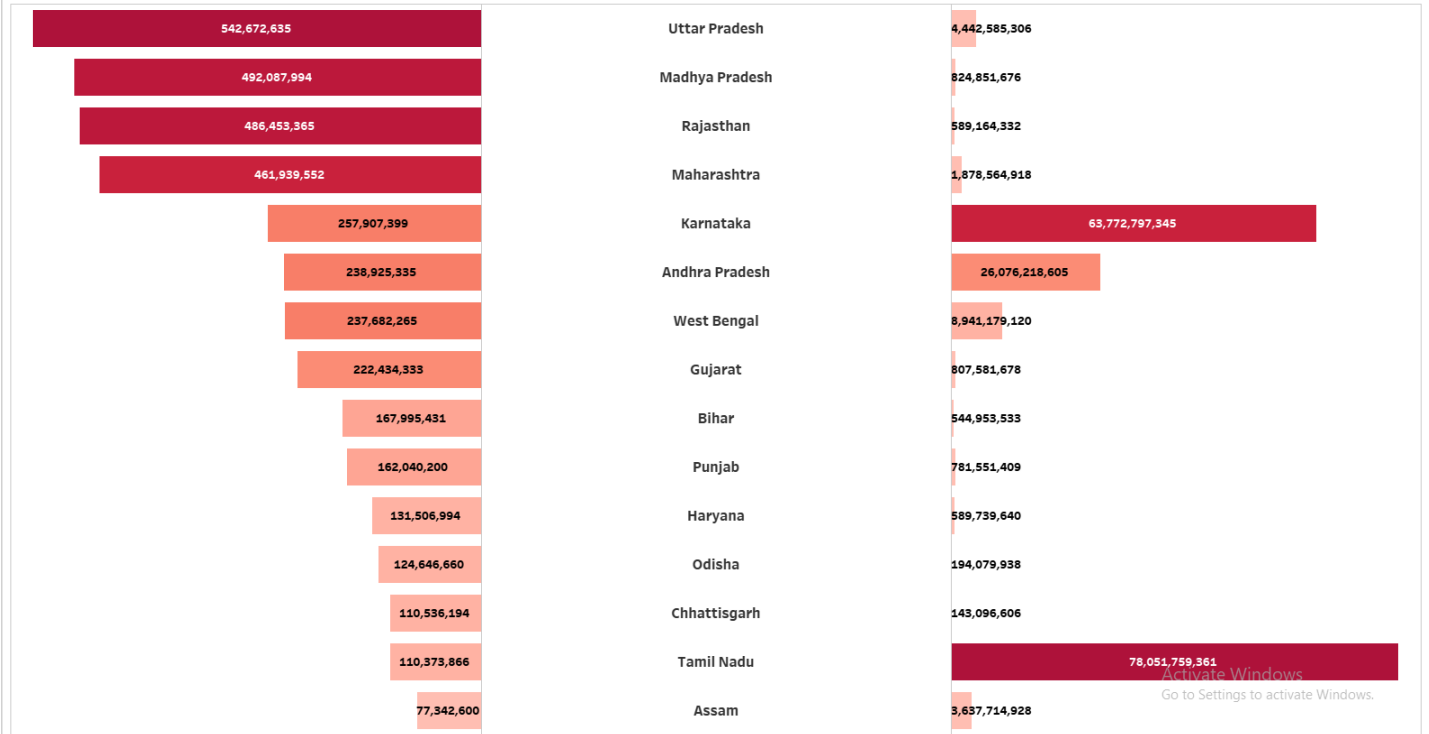 542,672,635 Uttar Pradesh 4,442,585,306
492,087,994 Madhya Pradesh 824,851,676
486,453,365 Rajasthan 589,164,332
461,939,552 Maharashtra 1,878,564,918
257,907,399 Karnataka 63,772,797,345
238,925,335 Andhra Pradesh 26,076,218,605
237,682,265 West Bengal 8,941,179,120
222,434,333 Gujarat 807,581,678
167,995,431 Bihar 544,953,533
162,040,200 Punjab 781,551,409
131,506,994 Haryana 589,739,640
124,646,660 Odisha 194,079,938
110,536,194 Chhattisgarh 143,096,606
110,373,866 Tamil Nadu 78,051,759,361
Activate Windows
Go to Settings to activate Windows.
77,342,600 Assam 3,637,714,928